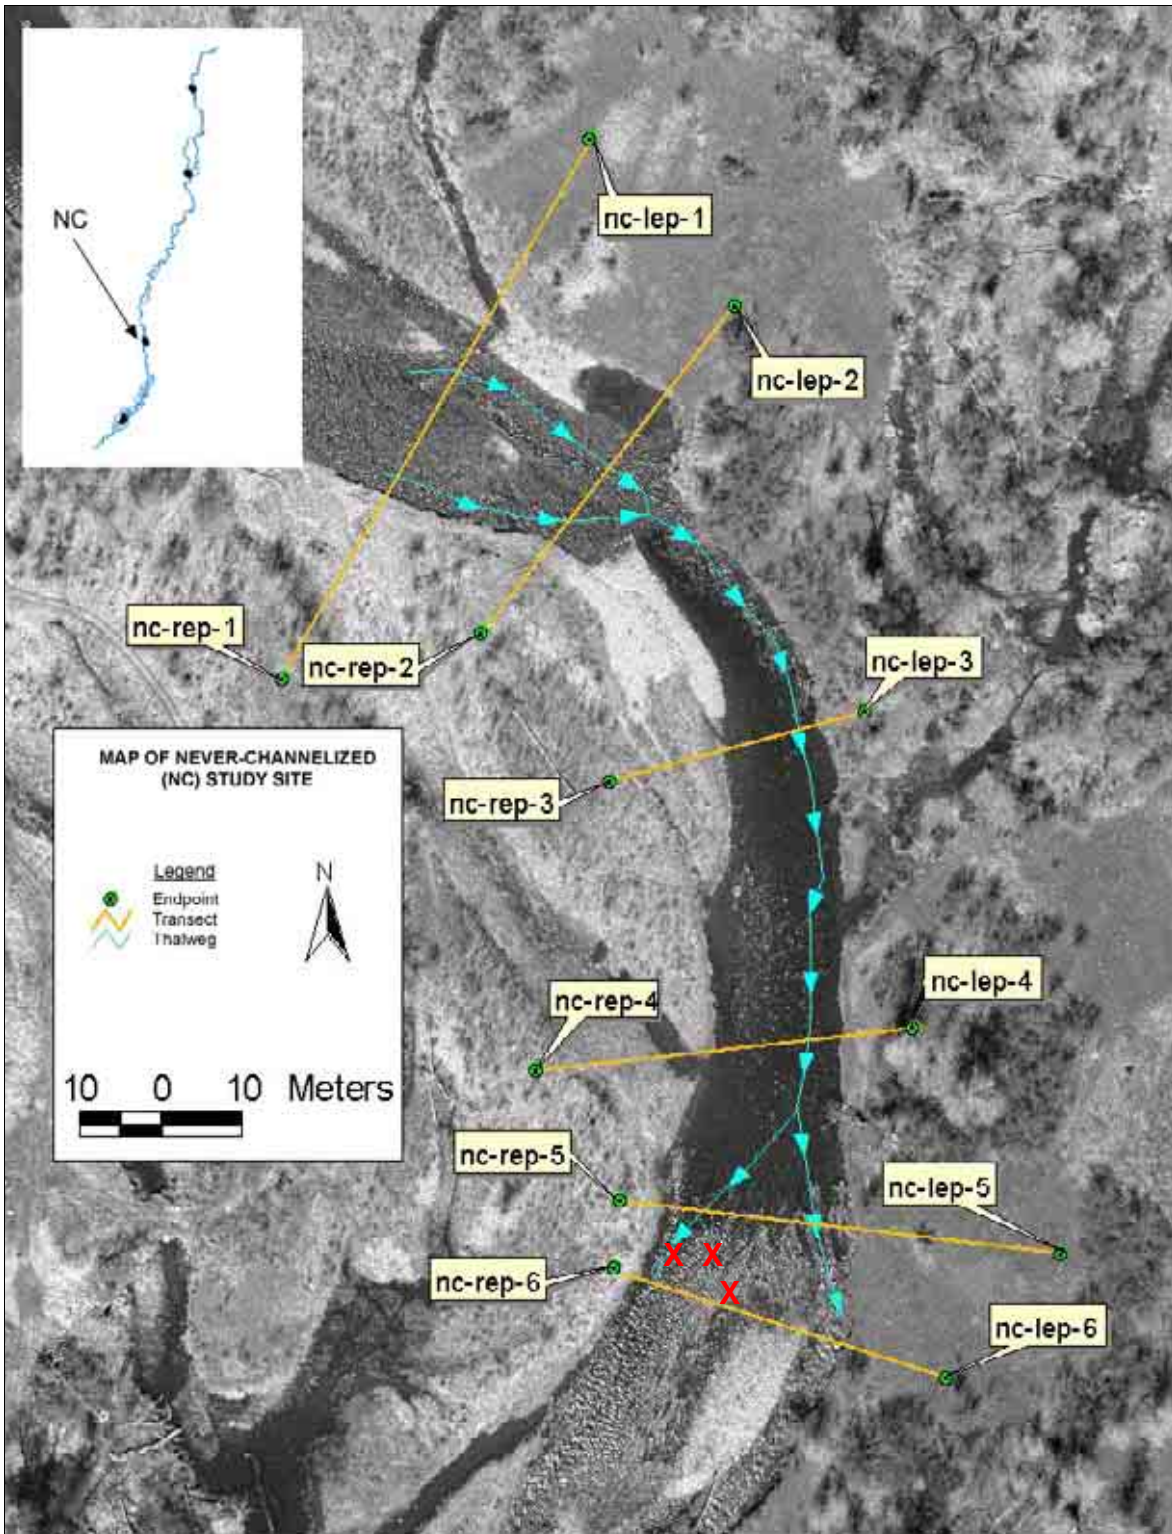 nc-lep-1
NC
nc-lep-2
nc-rep-1
nc-rep-2
nc-lep-3
MAP OF NEVER-CHANNELIZED
(NC) STUDY SITE
nc-rep-3
Legend
N
Endpoint
Transect
Thalweg
nc-lep-4
nc-rep-4
10 0 10 Meters
nc-rep-5
nc-lep-5
X X
nc-rep-6
X
nc-lep-6